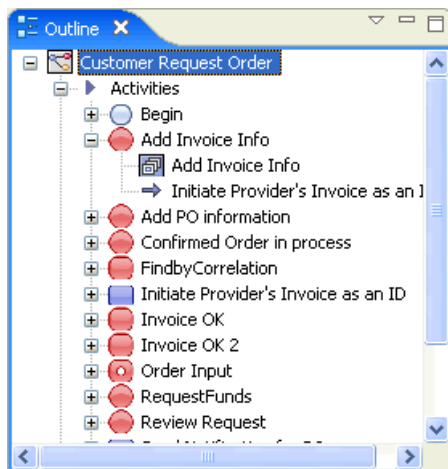 Outline
Customer Request Order
Activities
Begin
Add Invoice Info
Add Invoice Info
Initiate Provider's Invoice as an I
Add PO information
Confirmed Order in process
FindbyCorrelation
Initiate Provider's Invoice as an ID
Invoice OK
Invoice OK 2
Order Input
RequestFunds
Review Request